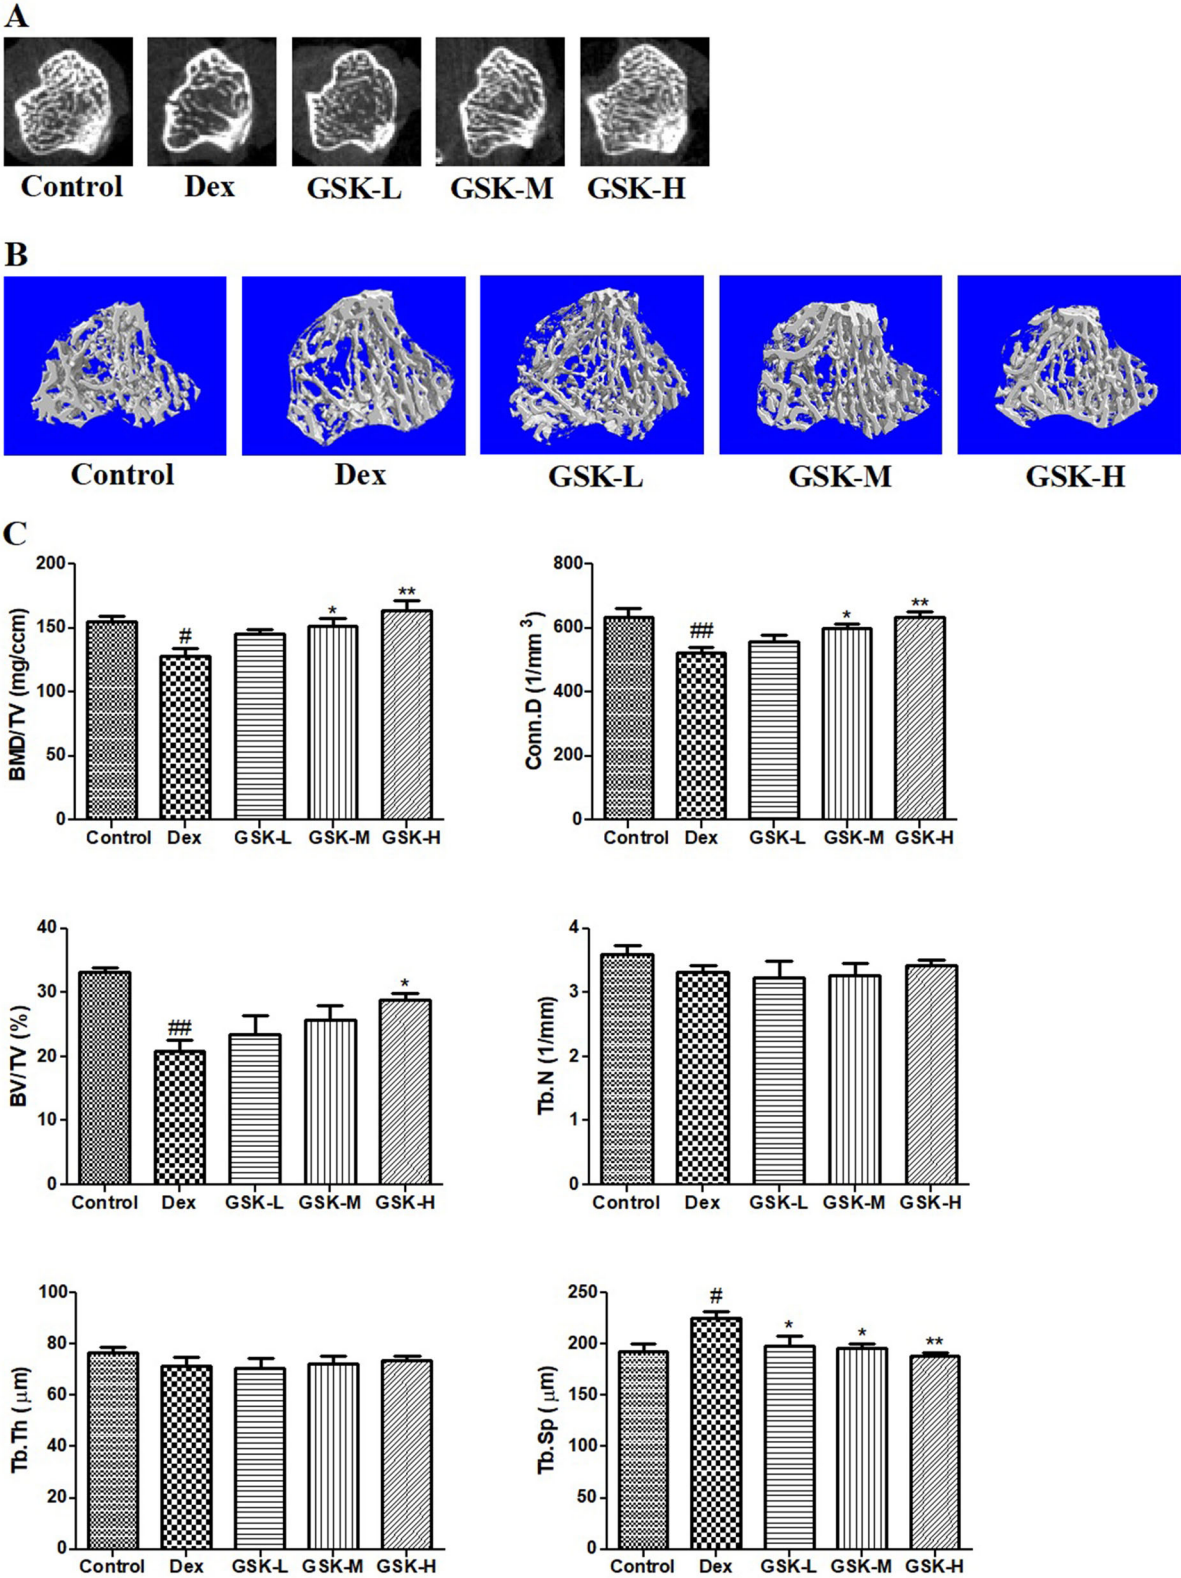 A
Control Dex GSK-L GSK-M GSK-H
B
Control Dex GSK-L GSK-M GSK-H
C
BMD/TV (mg/ccm)
200
150
100
50
0
# * **
Control Dex GSK-L GSK-M GSK-H
Conn.D (1/mm ³)
800
600
400
200
0
## * **
Control Dex GSK-L GSK-M GSK-H
BV/TV (%)
40
30
20
10
0
## *
Control Dex GSK-L GSK-M GSK-H
Tb.N (1/mm)
4
3
2
1
0
Control Dex GSK-L GSK-M GSK-H
Tb.Th ( μm)
100
80
60
40
20
0
Control Dex GSK-L GSK-M GSK-H
Tb.Sp ( μm)
250
200
150
100
50
0
# * * **
Control Dex GSK-L GSK-M GSK-H